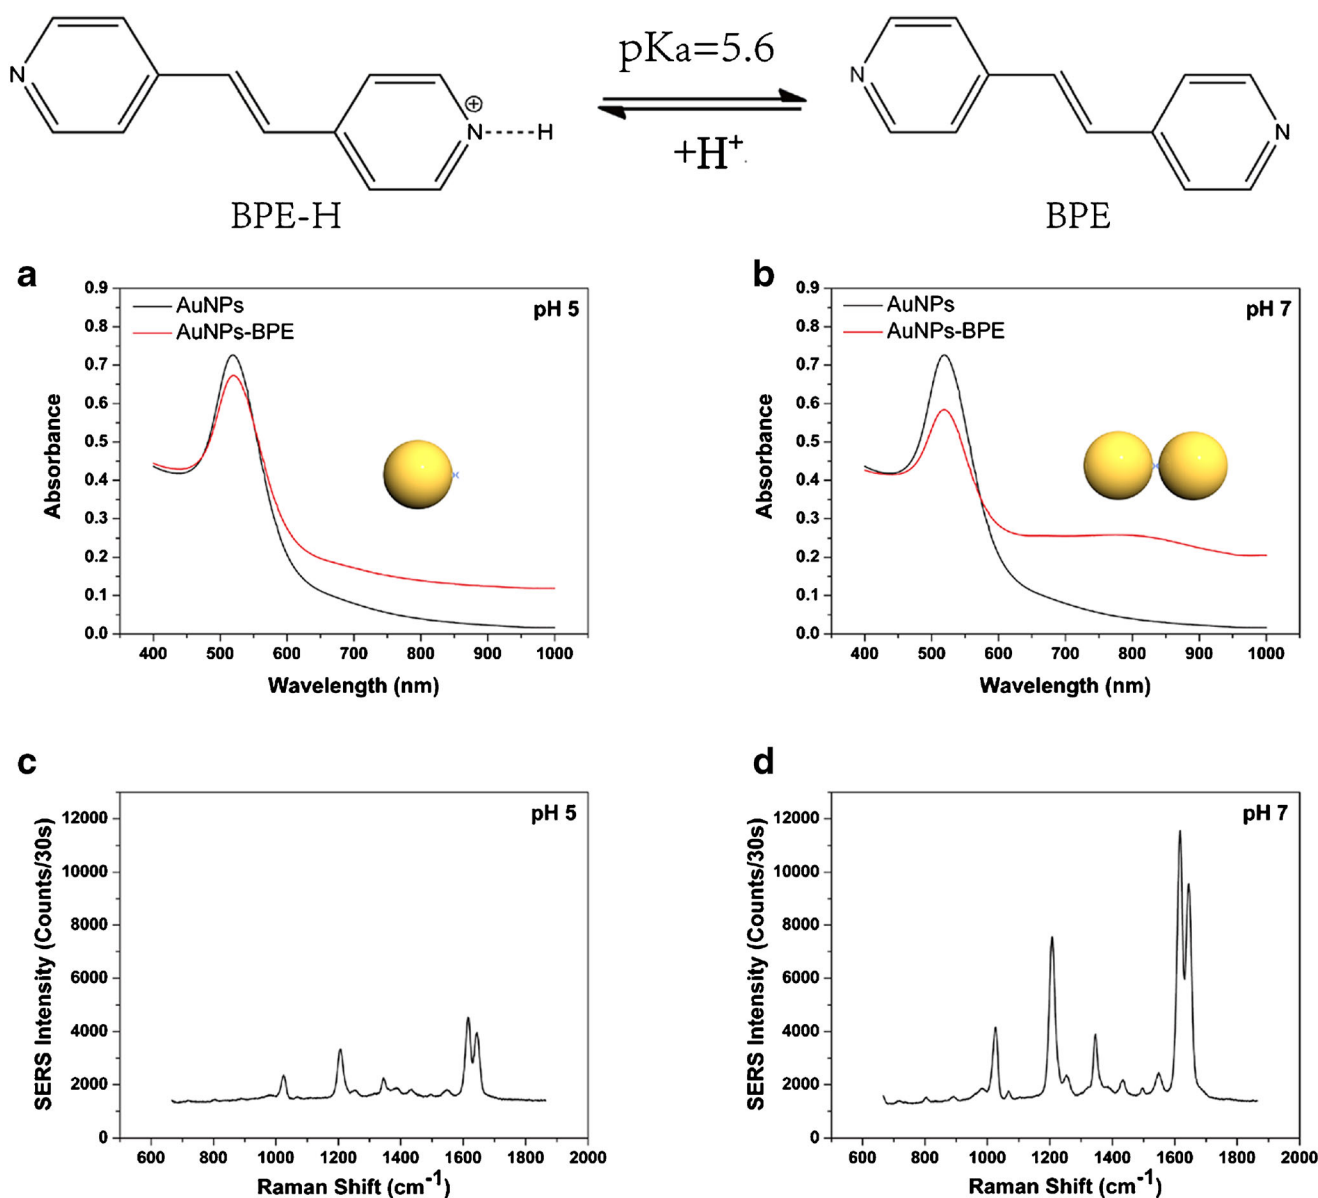 N
N
H
⊕
BPE-H
pKa=5.6
+H⁺
N
N
BPE
a
AuNPs
AuNPs-BPE
pH 5
0.9
0.8
0.7
0.6
0.5
0.4
0.3
0.2
0.1
0.0
Absorbance
400 500 600 700 800 900 1000
Wavelength (nm)
b
AuNPs
AuNPs-BPE
pH 7
0.9
0.8
0.7
0.6
0.5
0.4
0.3
0.2
0.1
0.0
Absorbance
400 500 600 700 800 900 1000
Wavelength (nm)
c
pH 5
12000
10000
8000
6000
4000
2000
0
SERS Intensity (Counts/30s)
600 800 1000 1200 1400 1600 1800 2000
Raman Shift (cm⁻¹)
d
pH 7
12000
10000
8000
6000
4000
2000
0
SERS Intensity (Counts/30s)
600 800 1000 1200 1400 1600 1800 2000
Raman Shift (cm⁻¹)